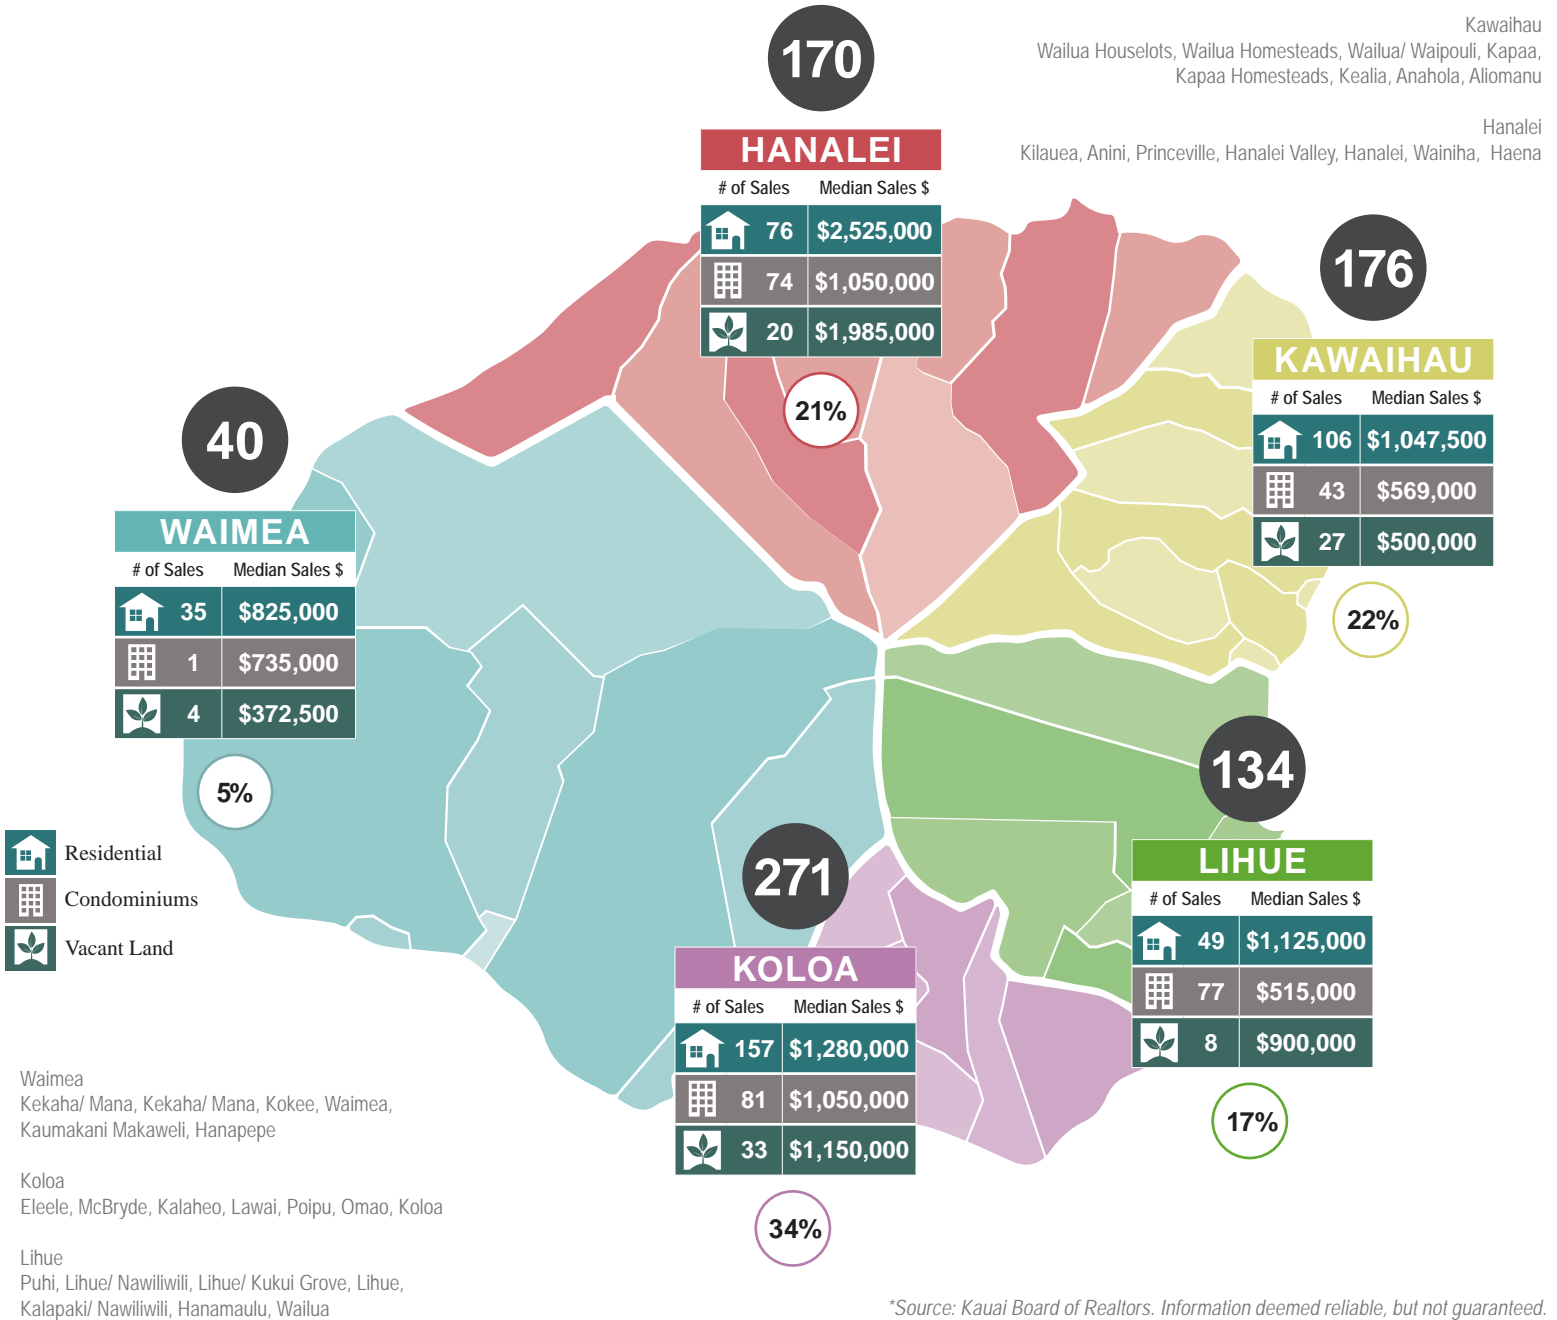 170
Kawaihau
Wailua Houselots, Wailua Homesteads, Wailua/ Waipouli, Kapaa,
Kapaa Homesteads, Kealia, Anahola, Aliomanu
Hanalei
Kilauea, Anini, Princeville, Hanalei Valley, Hanalei, Wainiha, Haena
HANALEI
# of Sales Median Sales $
76 $2,525,000
74 $1,050,000
20 $1,985,000
21%
176
KAWAIHAU
# of Sales Median Sales $
106 $1,047,500
43 $569,000
27 $500,000
22%
40
WAIMEA
# of Sales Median Sales $
35 $825,000
1 $735,000
4 $372,500
5%
134
LIHUE
# of Sales Median Sales $
49 $1,125,000
77 $515,000
8 $900,000
17%
271
KOLOA
# of Sales Median Sales $
157 $1,280,000
81 $1,050,000
33 $1,150,000
34%
Residential
Condominiums
Vacant Land
Waimea
Kekaha/ Mana, Kekaha/ Mana, Kokee, Waimea,
Kaumakani Makaweli, Hanapepe
Koloa
Eleele, McBryde, Kalaheo, Lawai, Poipu, Omao, Koloa
Lihue
Puhi, Lihue/ Nawiliwili, Lihue/ Kukui Grove, Lihue,
Kalapaki/ Nawiliwili, Hanamaulu, Wailua
*Source: Kauai Board of Realtors. Information deemed reliable, but not guaranteed.